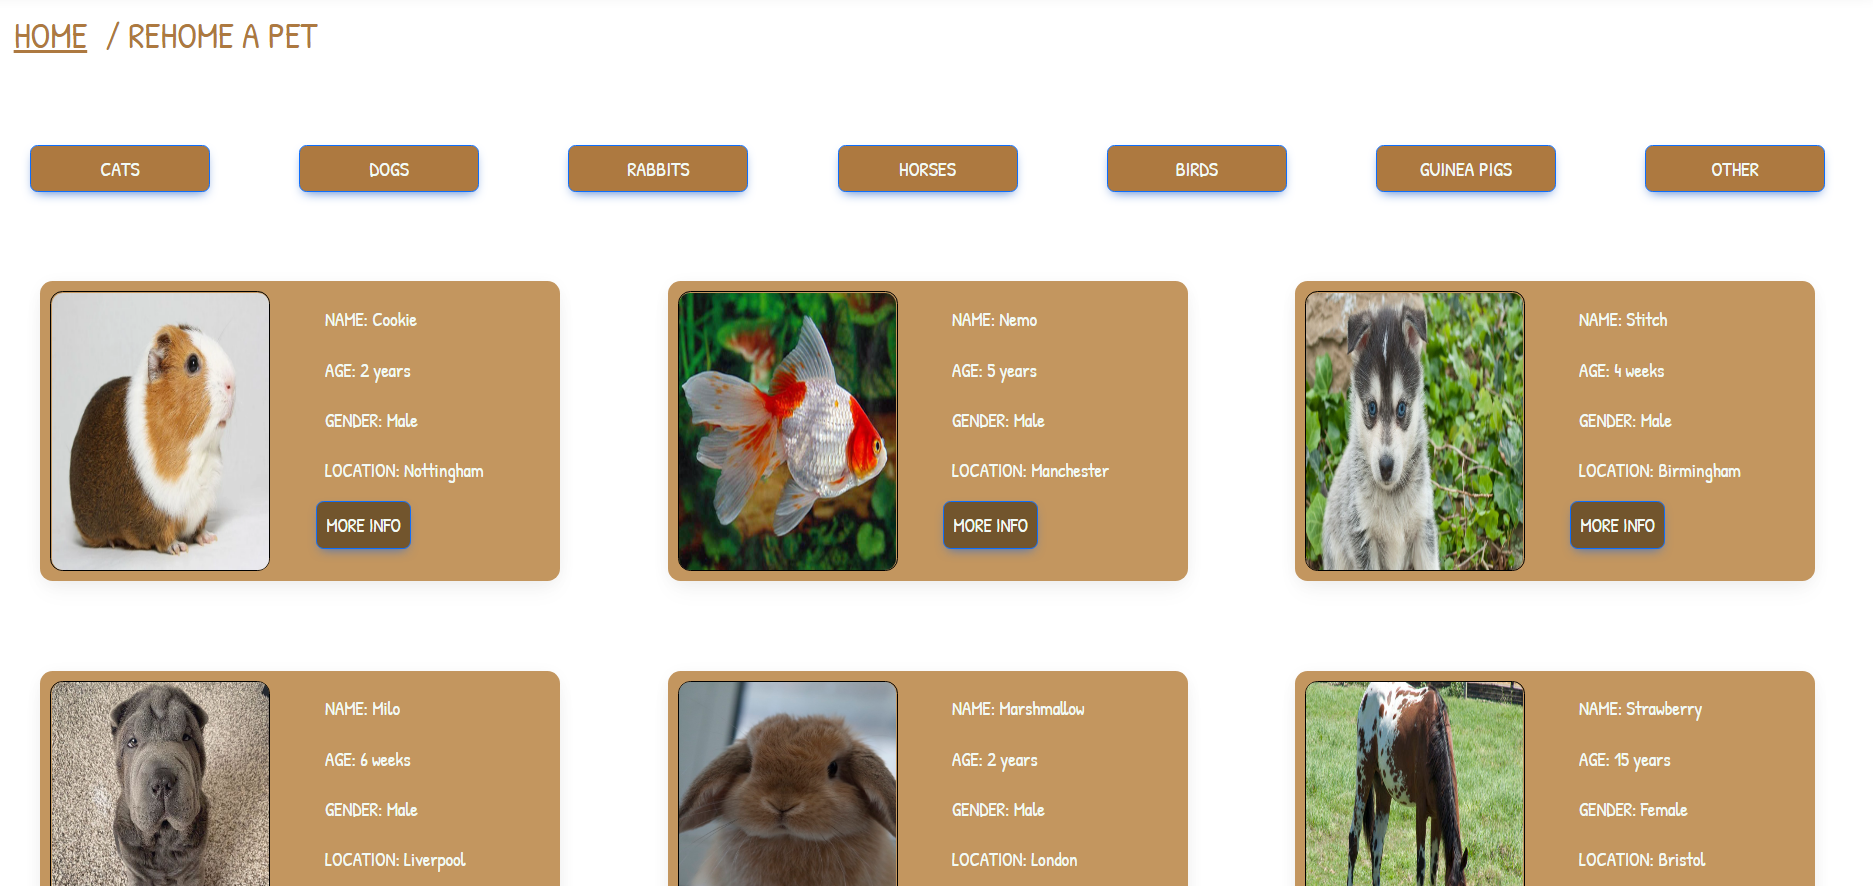 HOME / REHOME A PET
CATS
DOGS
RABBITS
HORSES
BIRDS
GUINEA PIGS
OTHER
NAME: Cookie
AGE: 2 years
GENDER: Male
LOCATION: Nottingham
MORE INFO
NAME: Nemo
AGE: 5 years
GENDER: Male
LOCATION: Manchester
MORE INFO
NAME: Stitch
AGE: 4 weeks
GENDER: Male
LOCATION: Birmingham
MORE INFO
NAME: Milo
AGE: 6 weeks
GENDER: Male
LOCATION: Liverpool
NAME: Marshmallow
AGE: 2 years
GENDER: Male
LOCATION: London
NAME: Strawberry
AGE: 15 years
GENDER: Female
LOCATION: Bristol